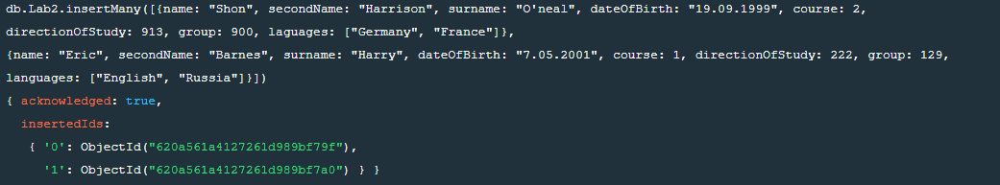 db.Lab2.insertMany([{name: "Shon", secondName: "Harrison", surname: "O'neal", dateOfBirth: "19.09.1999", course: 2,
directionOfStudy: 913, group: 900, laguages: ["Germany", "France"]},
{name: "Eric", secondName: "Barnes", surname: "Harry", dateOfBirth: "7.05.2001", course: 1, directionOfStudy: 222, group: 129,
languages: ["English", "Russia"]}])
{ acknowledged: true,
insertedIds:
{ '0': ObjectId("620a561a4127261d989bf79f"),
'1': ObjectId("620a561a4127261d989bf7a0") } }